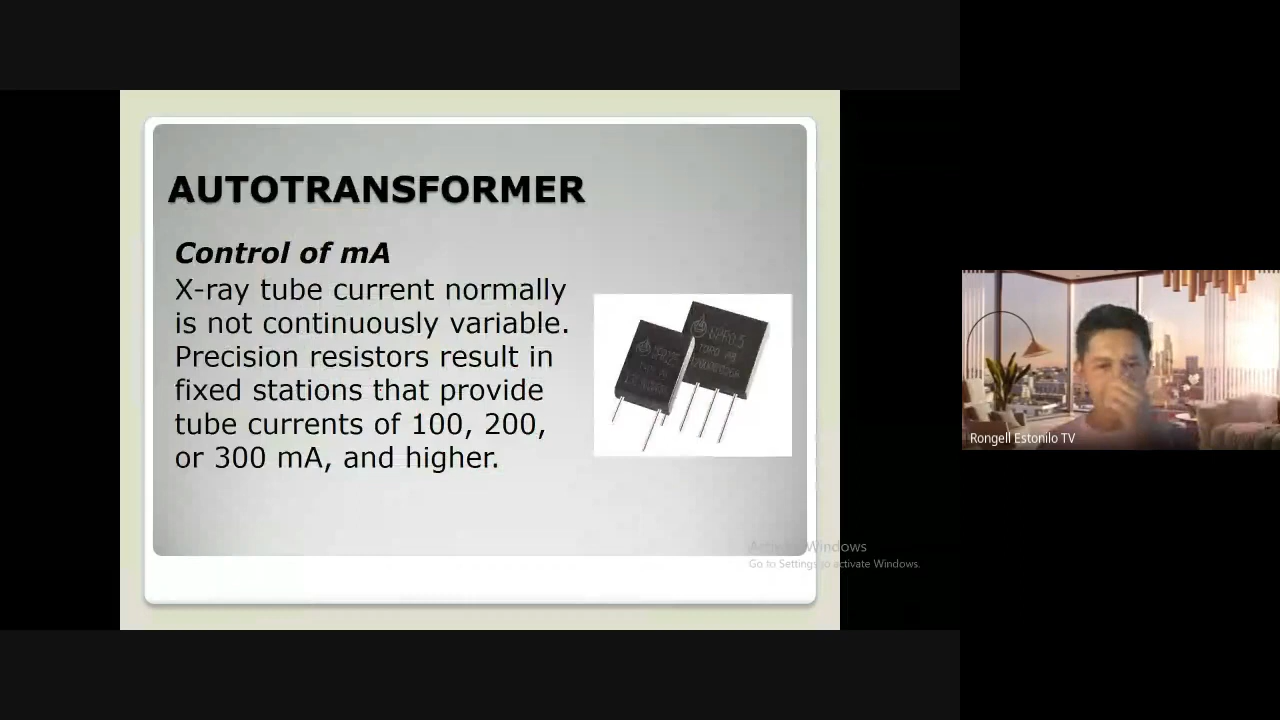 AUTOTRANSFORMER
Control of mA
X-ray tube current normally
is not continuously variable.
Precision resistors result in
fixed stations that provide
tube currents of 100, 200,
or 300 mA, and higher.
Activate Windows
Go to Settings to activate Windows.
Rongell Estonilo TV